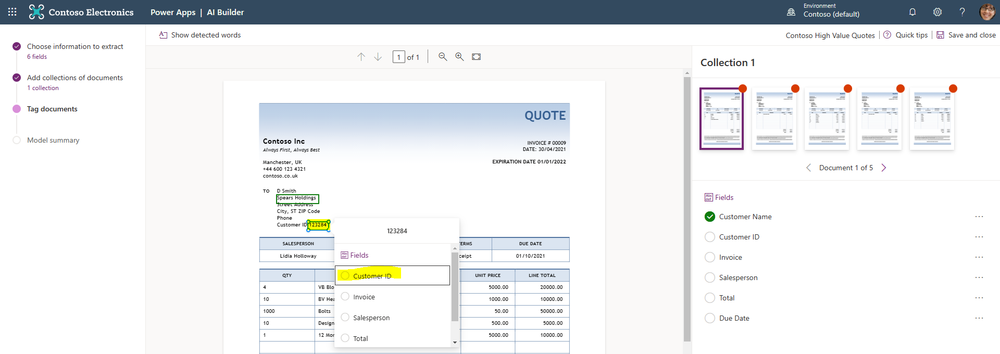 Contoso Electronics
Power Apps | AI Builder
Environment
Contoso (default)
Choose information to extract
6 fields
Add collections of documents
1 collection
Tag documents
Model summary
Show detected words
Contoso High Value Quotes
Quick tips
Save and close
1 of 1
QUOTE
Contoso Inc
Always First, Always Best
INVOICE # 00009
DATE: 30/04/2021
Manchester, UK
EXPIRATION DATE 01/01/2022
+44 600 123 4321
contoso.co.uk
TO D Smith
Spears Holdings
Street Address
City, ST ZIP Code
Phone
Customer ID 123284
SALESPERSON
ERMS
DUE DATE
Lidia Holloway
ceipt
01/10/2021
QTY
UNIT PRICE
LINE TOTAL
4 VB Blo 5000.00 20000.00
10 BV Hea 1000.00 10000.00
1000 Bolts 50.00 50000.00
10 Design 500.00 5000.00
1 12 Mor 5000.00 10000.00
123284
Fields
Customer ID
Invoice
Salesperson
Total
Collection 1
Document 1 of 5
Abc
def
Fields
Customer Name
Customer ID
Invoice
Salesperson
Total
Due Date